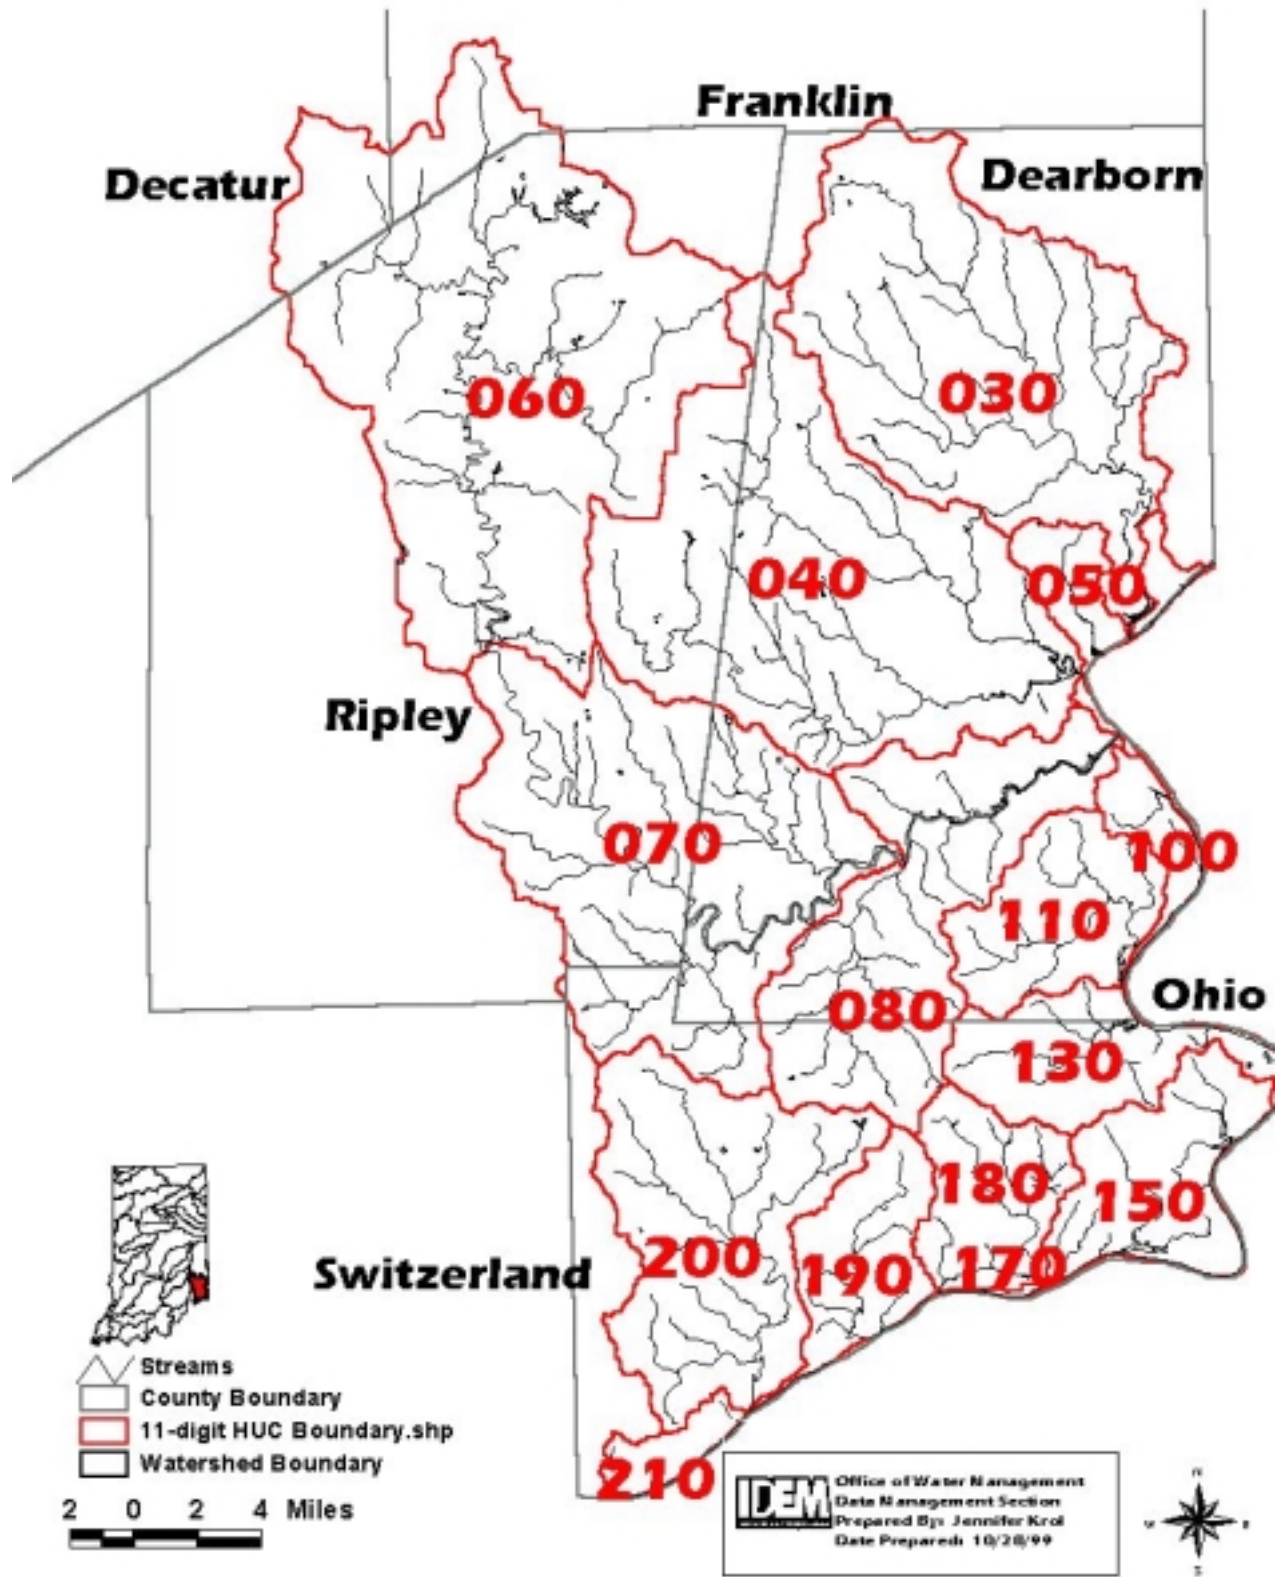 Franklin
Decatur
Dearborn
060
030
040
050
Ripley
070
100
110
Ohio
080
130
180
150
Switzerland
200
190
170
210
Streams
County Boundary
11-digit HUC Boundary.shp
Watershed Boundary
2 0 2 4 Miles
IDEM
Office of Water Management
Data Management Section
Prepared By: Jennifer Krol
Date Prepared: 10/28/99
N
W E
S